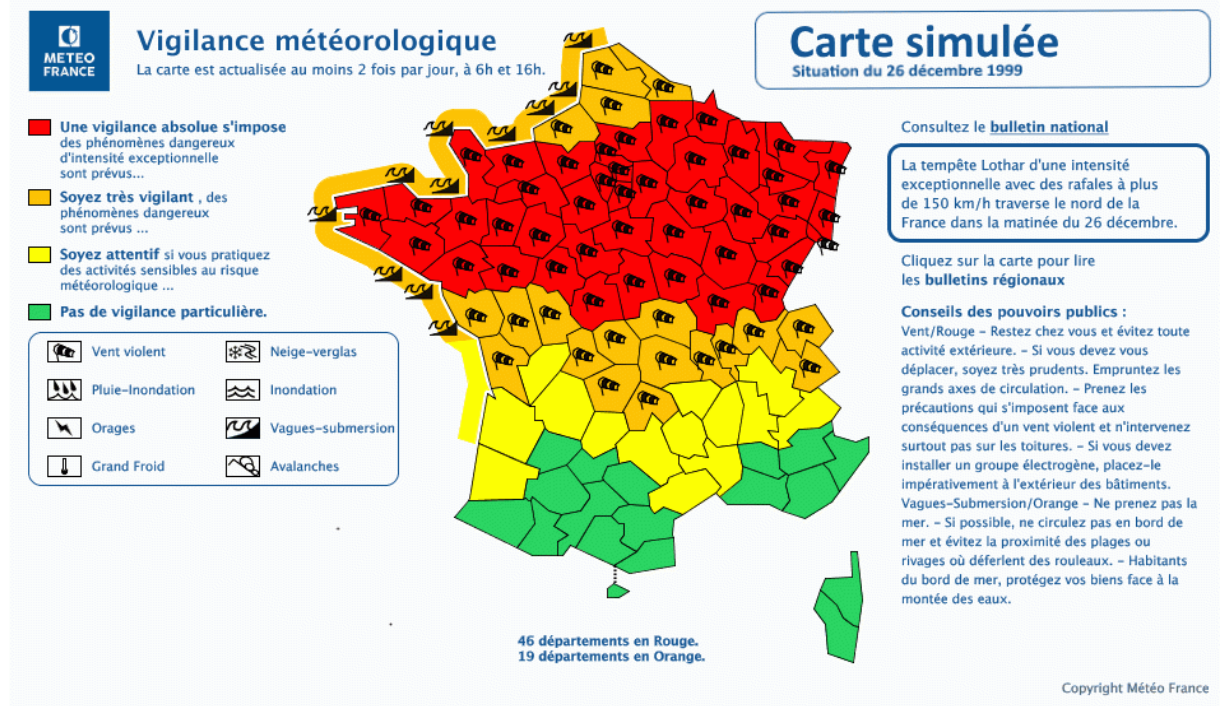 METEO
FRANCE
Vigilance météorologique
La carte est actualisée au moins 2 fois par jour, à 6h et 16h.
Carte simulée
Situation du 26 décembre 1999
Une vigilance absolue s'impose
des phénomènes dangereux
d'intensité exceptionnelle
sont prévus...
Soyez très vigilant , des
phénomènes dangereux
sont prévus ...
Soyez attentif si vous pratiquez
des activités sensibles au risque
météorologique ...
Pas de vigilance particulière.
Vent violent
Neige-verglas
Pluie-Inondation
Inondation
Orages
Vagues-submersion
Grand Froid
Avalanches
Consultez le bulletin national
La tempête Lothar d'une intensité
exceptionnelle avec des rafales à plus
de 150 km/h traverse le nord de la
France dans la matinée du 26 décembre.
Cliquez sur la carte pour lire
les bulletins régionaux
Conseils des pouvoirs publics :
Vent/Rouge - Restez chez vous et évitez toute
activité extérieure. - Si vous devez vous
déplacer, soyez très prudents. Empruntez les
grands axes de circulation. - Prenez les
précautions qui s'imposent face aux
conséquences d'un vent violent et n'intervenez
surtout pas sur les toitures. - Si vous devez
installer un groupe électrogène, placez-le
impérativement à l'extérieur des bâtiments.
Vagues-Submersion/Orange - Ne prenez pas la
mer. - Si possible, ne circulez pas en bord de
mer et évitez la proximité des plages ou
rivages où déferlent des rouleaux. - Habitants
du bord de mer, protégez vos biens face à la
montée des eaux.
46 départements en Rouge.
19 départements en Orange.
Copyright Météo France